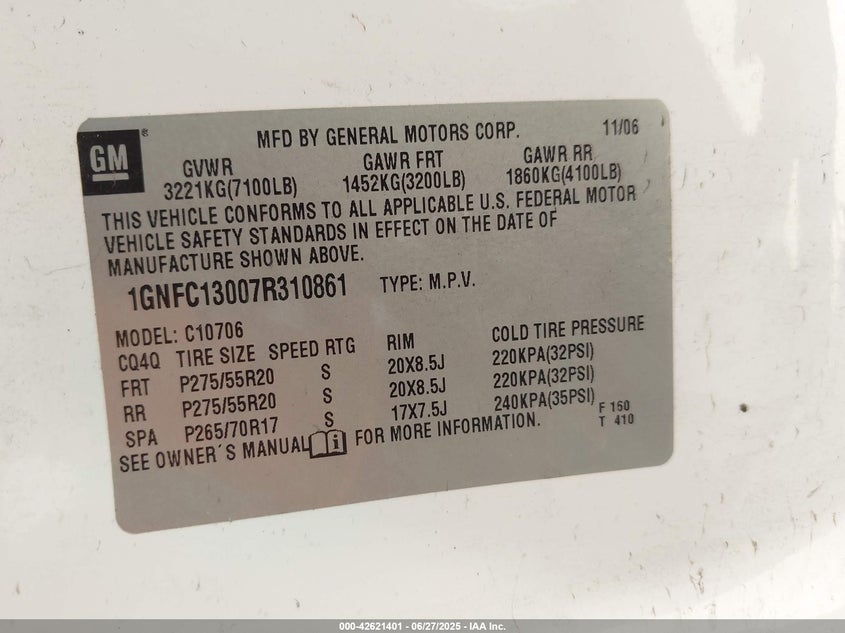 GM ®
MFD BY GENERAL MOTORS CORP. 11/06
GVWR GAWR FRT GAWR RR
3221KG(7100LB) 1452KG(3200LB) 1860KG(4100LB)
THIS VEHICLE CONFORMS TO ALL APPLICABLE U.S. FEDERAL MOTOR
VEHICLE SAFETY STANDARDS IN EFFECT ON THE DATE OF
MANUFACTURE SHOWN ABOVE.
1GNFC13007R310861 TYPE: M.P.V.
MODEL: C10706
CQ4Q TIRE SIZE SPEED RTG RIM COLD TIRE PRESSURE
FRT P275/55R20 S 20X8.5J 220KPA(32PSI)
RR P275/55R20 S 20X8.5J 220KPA(32PSI)
SPA P265/70R17 S 17X7.5J 240KPA(35PSI)
F 160
T 410
SEE OWNER´S MANUAL FOR MORE INFORMATION.
000-42621401 - 06/27/2025 - IAA Inc.